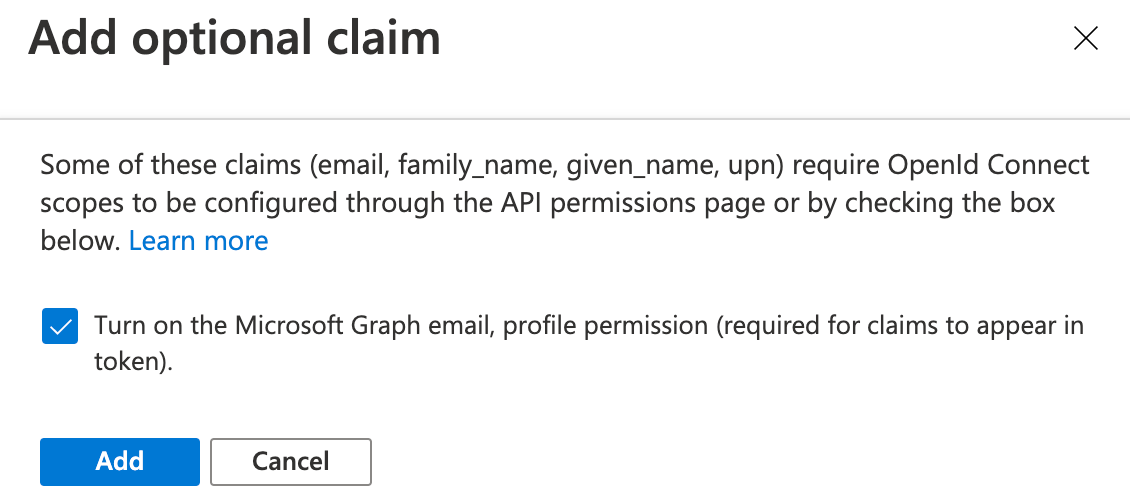 Add optional claim
Some of these claims (email, family_name, given_name, upn) require OpenId Connect
scopes to be configured through the API permissions page or by checking the box
below. Learn more
Turn on the Microsoft Graph email, profile permission (required for claims to appear in
token).
Add
Cancel